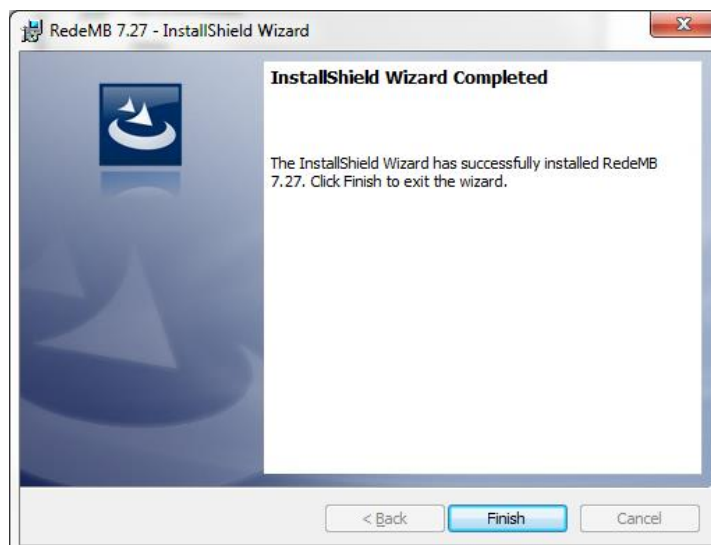 RedeMB 7.27 - InstallShield Wizard
InstallShield Wizard Completed
The InstallShield Wizard has successfully installed RedeMB
7.27. Click Finish to exit the wizard.
< Back
Finish
Cancel